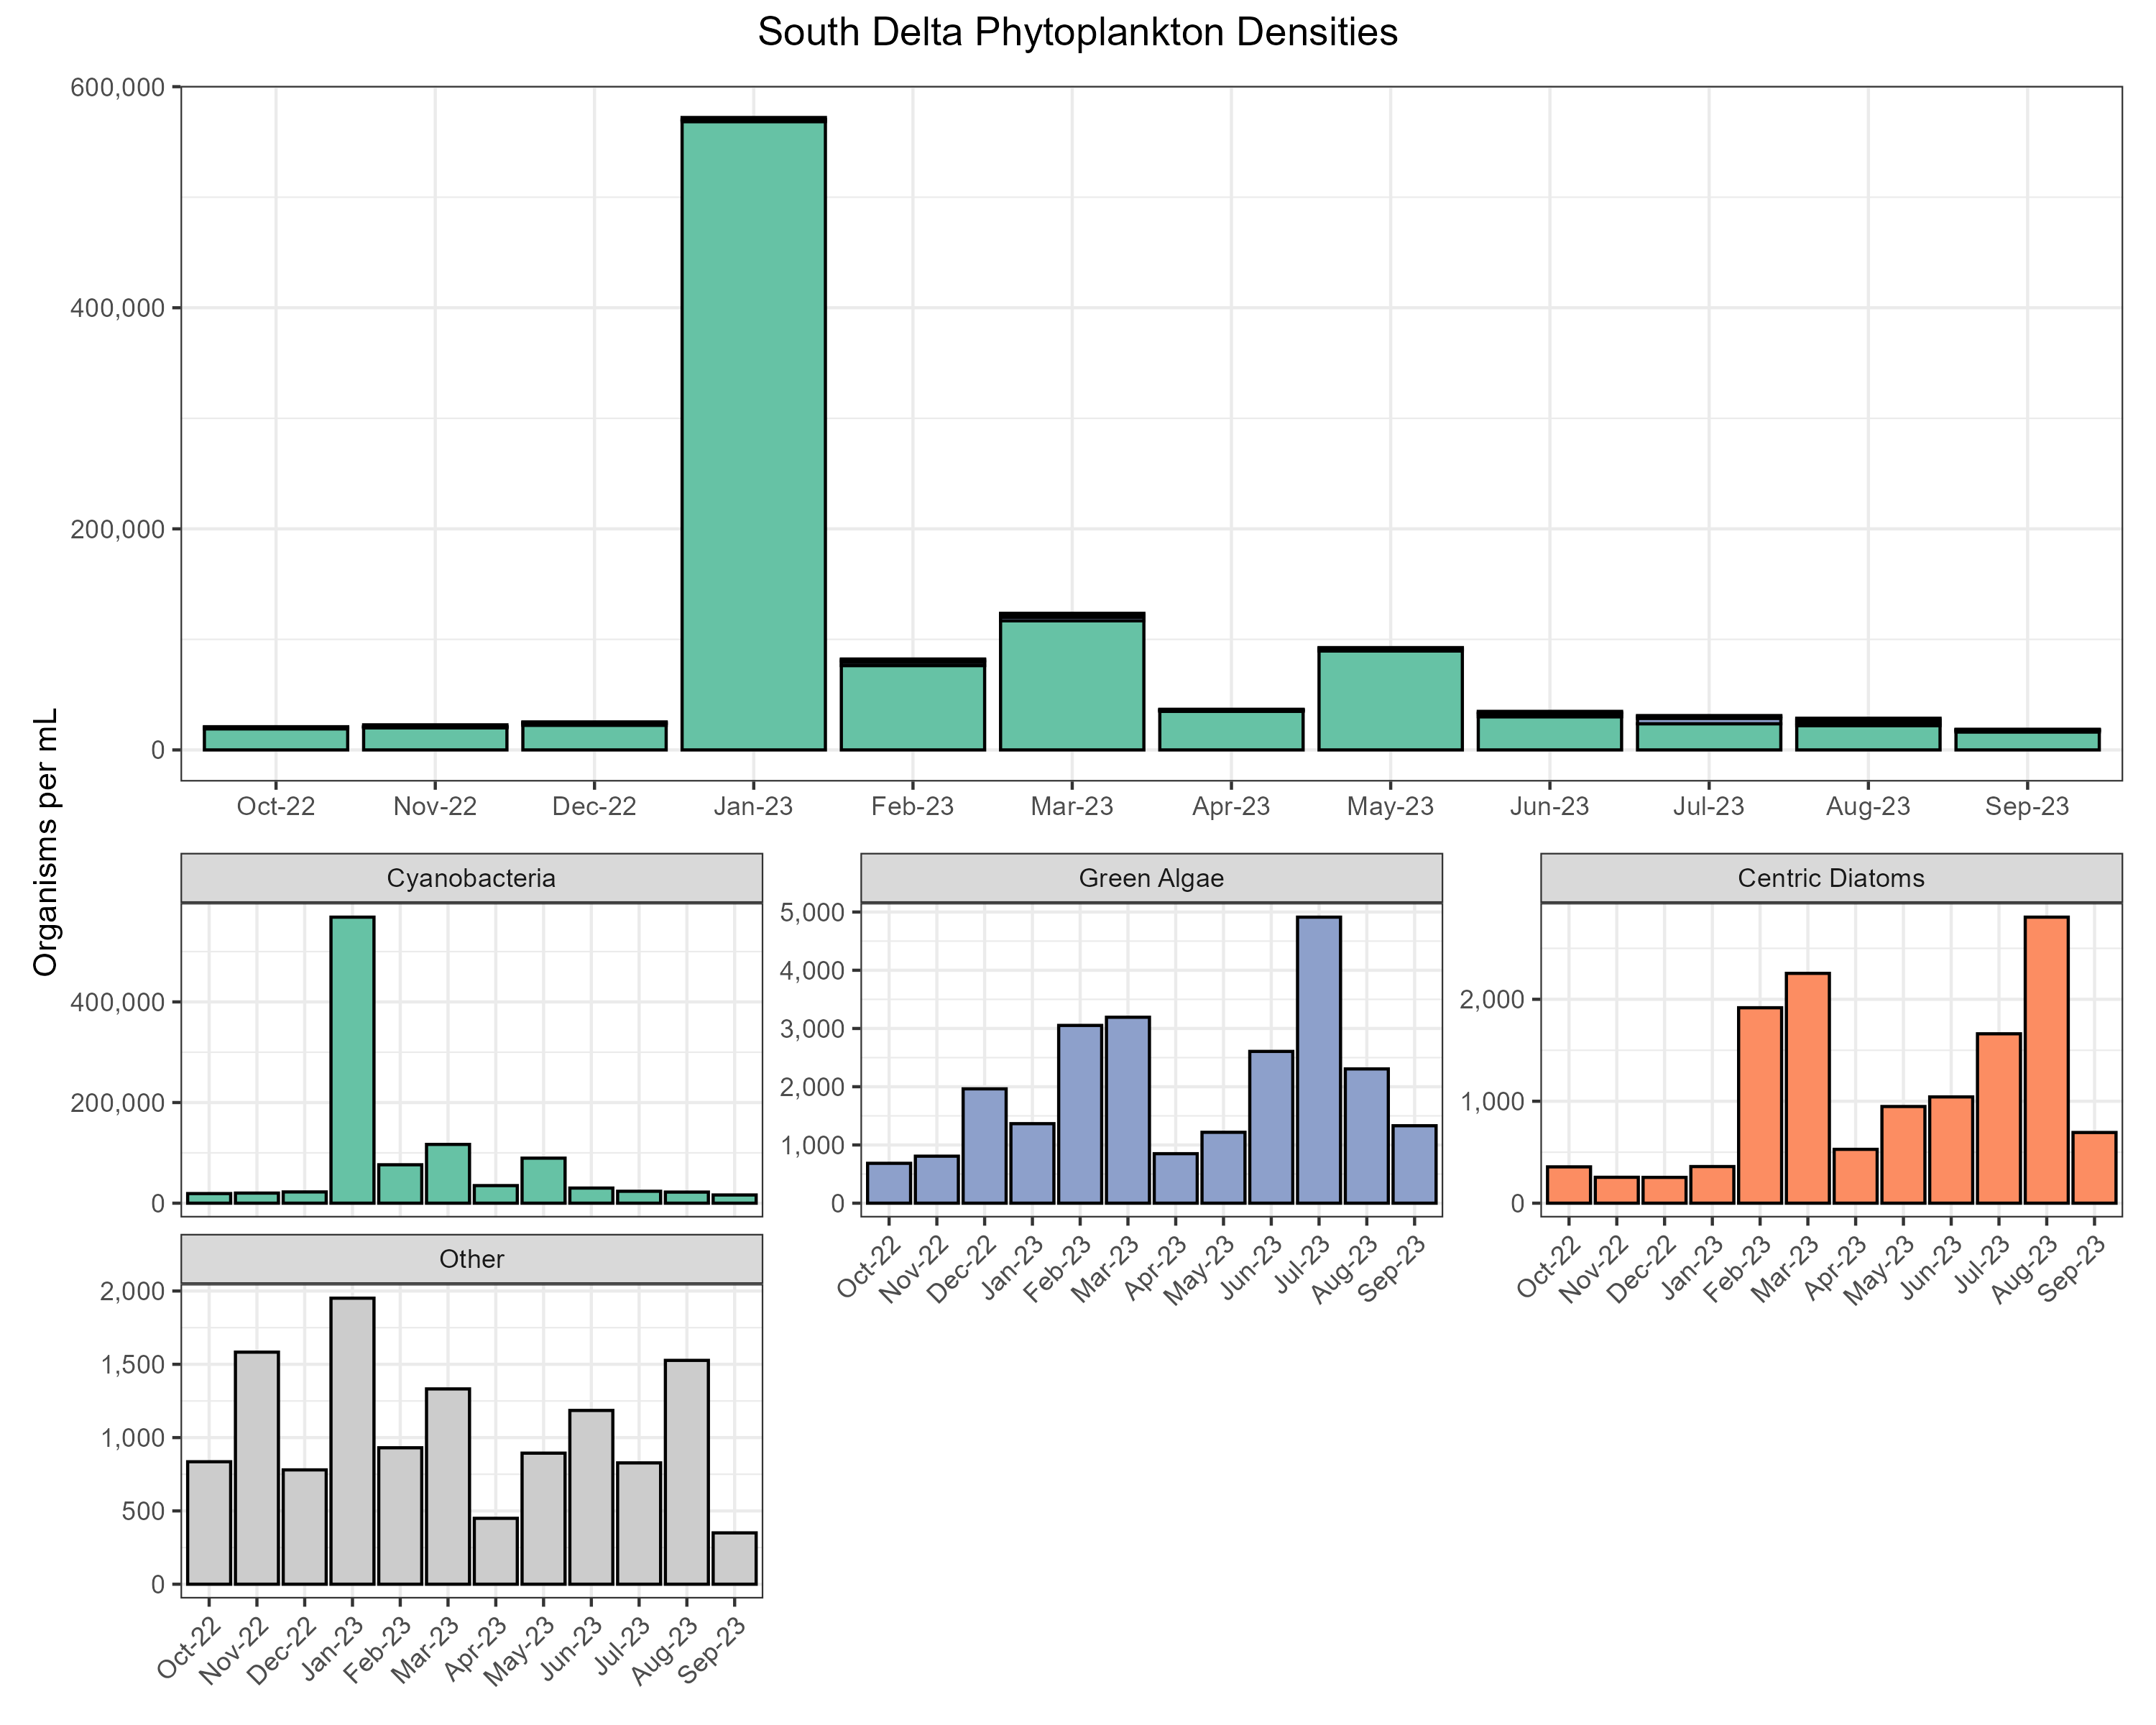 South Delta Phytoplankton Densities
Organisms per mL
600,000
400,000
200,000
0
Oct-22 Nov-22 Dec-22 Jan-23 Feb-23 Mar-23 Apr-23 May-23 Jun-23 Jul-23 Aug-23 Sep-23
Cyanobacteria
400,000
200,000
0
Green Algae
5,000
4,000
3,000
2,000
1,000
0
Oct-22 Nov-22 Dec-22 Jan-23 Feb-23 Mar-23 Apr-23 May-23 Jun-23 Jul-23 Aug-23 Sep-23
Centric Diatoms
2,000
1,000
0
Oct-22 Nov-22 Dec-22 Jan-23 Feb-23 Mar-23 Apr-23 May-23 Jun-23 Jul-23 Aug-23 Sep-23
Other
2,000
1,500
1,000
500
0
Oct-22 Nov-22 Dec-22 Jan-23 Feb-23 Mar-23 Apr-23 May-23 Jun-23 Jul-23 Aug-23 Sep-23